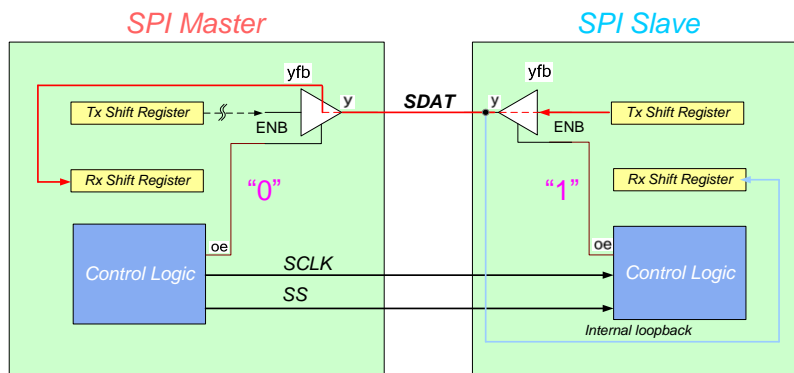 SPI Master
SPI Slave
yfb
yfb
y
SDAT
y
Tx Shift Register
ENB
ENB
Tx Shift Register
Rx Shift Register
“0”
“1”
Rx Shift Register
oe
oe
Control Logic
SCLK
Control Logic
SS
Internal loopback